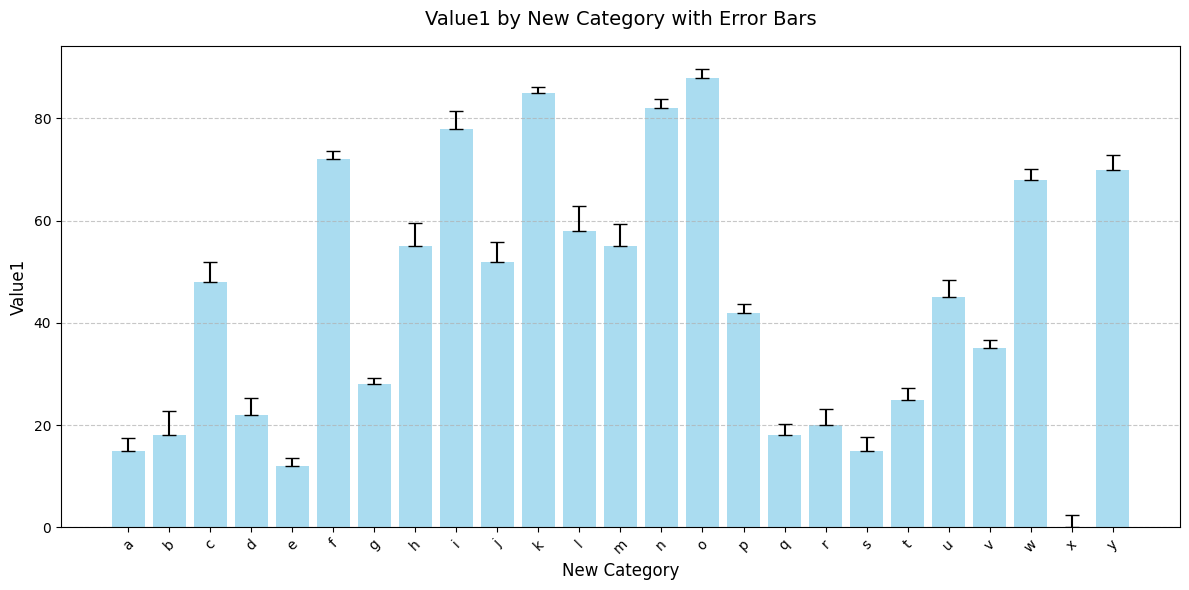 Value1 by New Category with Error Bars
Value1
80
60
40
20
0
a b c d e f g h i j k l m n o p q r s t u v w x y
New Category